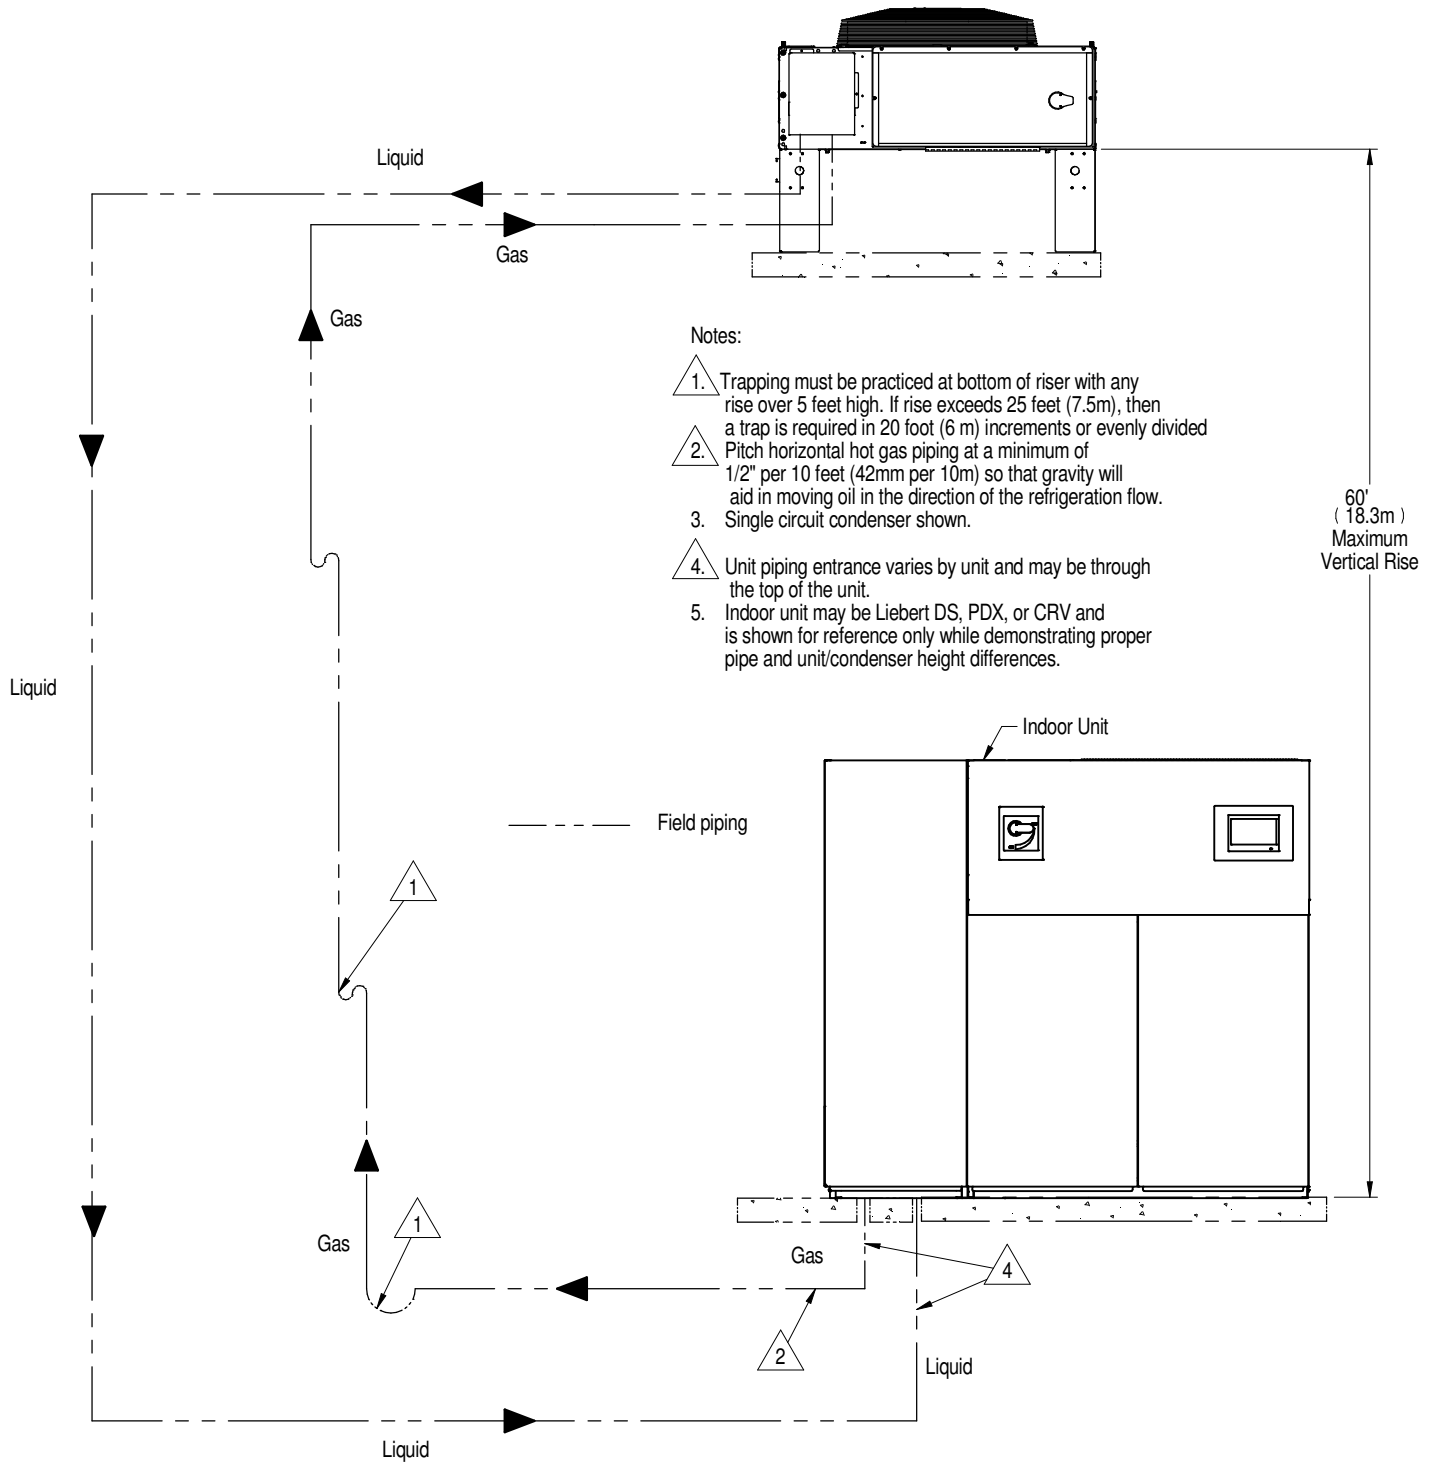 Liquid
Gas
Gas
Notes:
1. Trapping must be practiced at bottom of riser with any
rise over 5 feet high. If rise exceeds 25 feet (7.5m), then
a trap is required in 20 foot (6 m) increments or evenly divided
2. Pitch horizontal hot gas piping at a minimum of
1/2" per 10 feet (42mm per 10m) so that gravity will
aid in moving oil in the direction of the refrigeration flow.
3. Single circuit condenser shown.
4. Unit piping entrance varies by unit and may be through
the top of the unit.
5. Indoor unit may be Liebert DS, PDX, or CRV and
is shown for reference only while demonstrating proper
pipe and unit/condenser height differences.
60'
( 18.3m )
Maximum
Vertical Rise
Liquid
Indoor Unit
Field piping
1
1
Gas
Gas
4
2
Liquid
Liquid